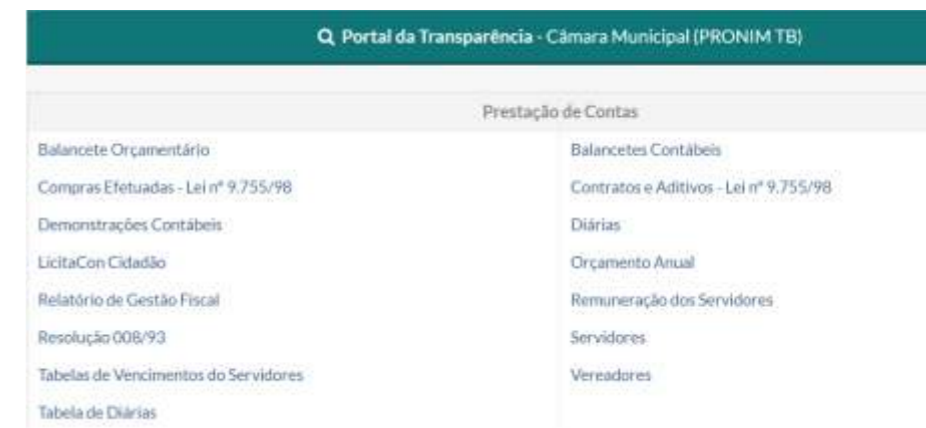 Portal da Transparência - Câmara Municipal (PRONIM TB)
Prestação de Contas
Balancete Orçamentário
Balancetes Contábeis
Compras Efetuadas - Lei nº 9.755/98
Contratos e Aditivos - Lei nº 9.755/98
Demonstrações Contábeis
Diárias
LicitaCon Cidadão
Orçamento Anual
Relatório de Gestão Fiscal
Remuneração dos Servidores
Resolução 008/93
Servidores
Tabelas de Vencimentos do Servidores
Vereadores
Tabela de Diárias